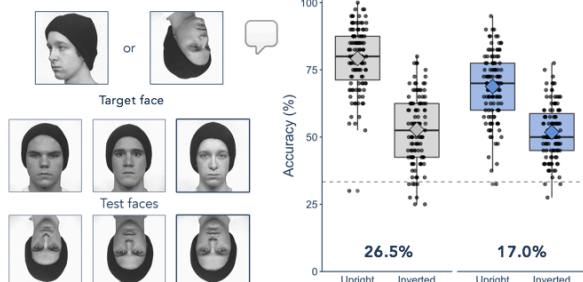 or
Target face
Test faces
Accuracy (%)
100
75
50
25
0
26.5%
17.0%
Upright
Inverted
Upright
Inverted